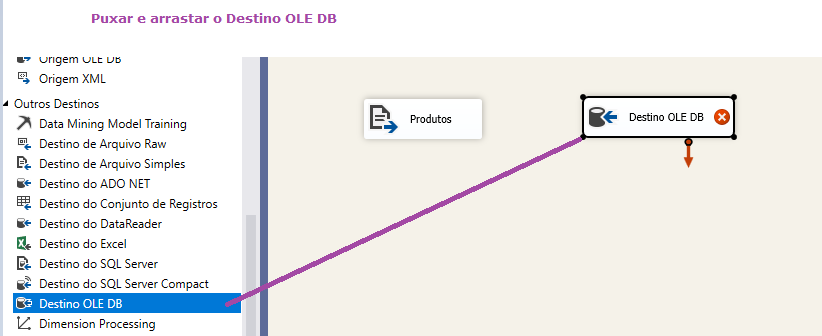 Puxar e arrastar o Destino OLE DB
Origem OLE DB
Origem XML
Outros Destinos
Data Mining Model Training
Destino de Arquivo Raw
Destino de Arquivo Simples
Destino do ADO NET
Destino do Conjunto de Registros
Destino do DataReader
Destino do Excel
Destino do SQL Server
Destino do SQL Server Compact
Destino OLE DB
Dimension Processing
Produtos
Destino OLE DB